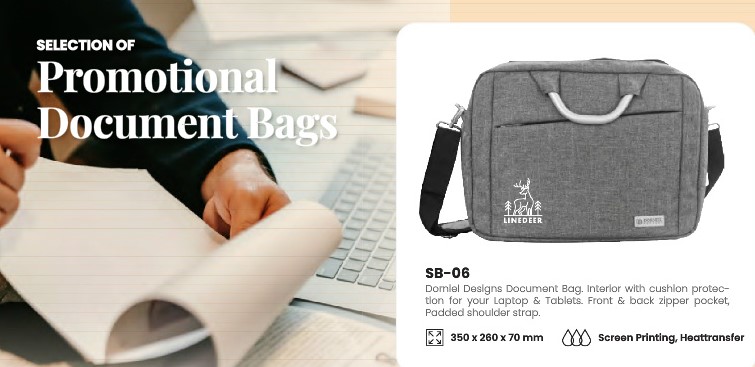 SELECTION OF
Promotional
Document Bags
LINEDEER
SB-06
Domiel Designs Document Bag. Interior with cushion protec-
tion for your Laptop & Tablets. Front & back zipper pocket,
Padded shoulder strap.
350 x 260 x 70 mm
Screen Printing, Heattransfer